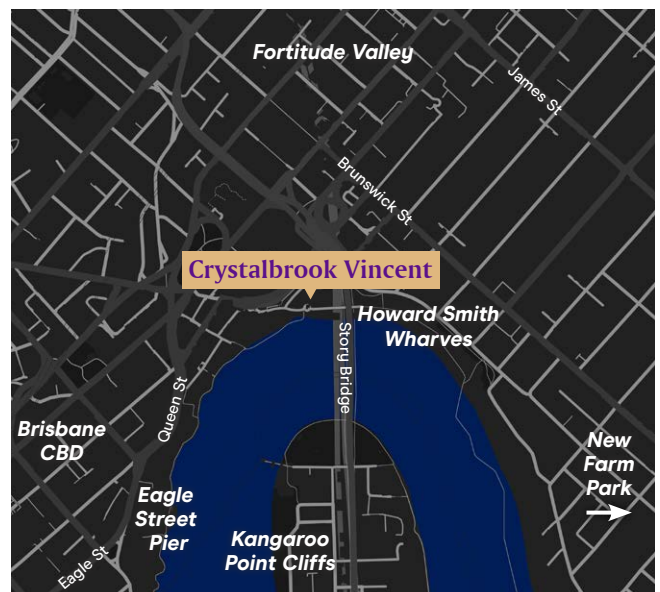 Fortitude Valley
James St
Brunswick St
Crystalbrook Vincent
Howard Smith
Wharves
Story Bridge
Queen St
Brisbane
CBD
New
Farm
Park
Eagle
Street
Pier
Kangaroo
Point Cliffs
Eagle St